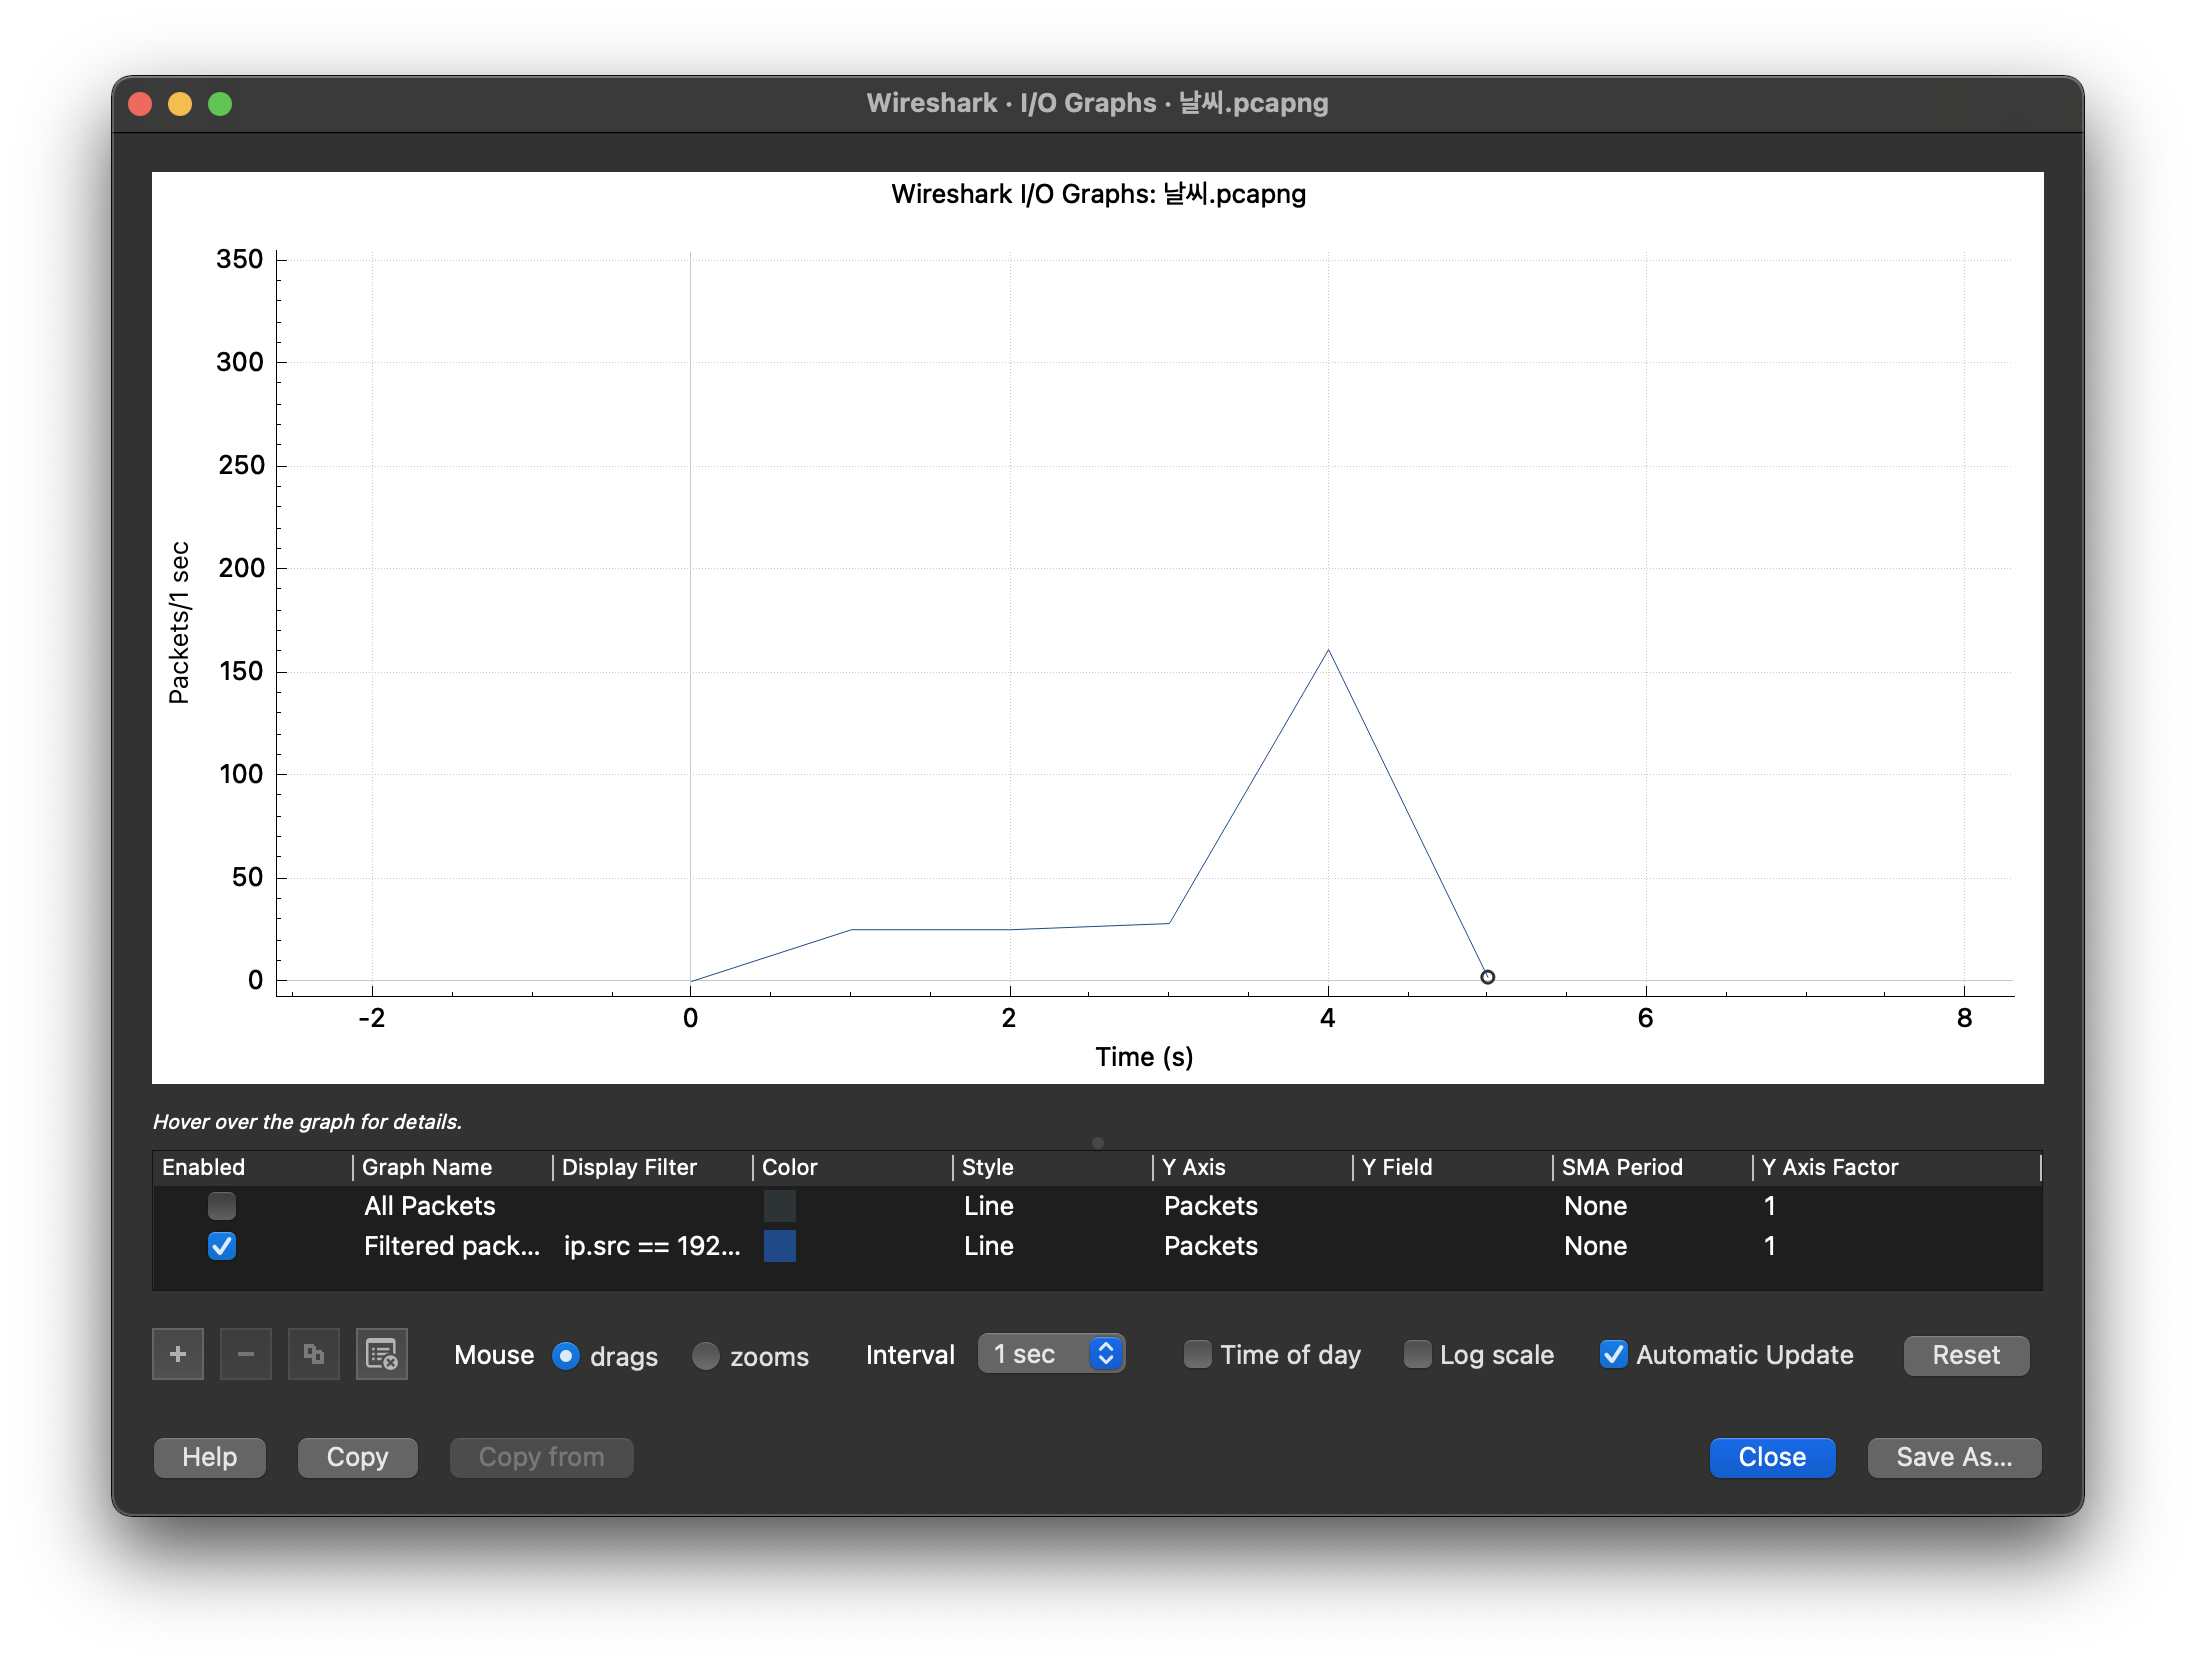 Wireshark · I/O Graphs · 날씨.pcapng
Wireshark I/O Graphs: 날씨.pcapng
350
300
250
200
150
100
50
0
Packets/1 sec
-2 0 2 4 6 8
Time (s)
Hover over the graph for details.
Enabled Graph Name Display Filter Color Style Y Axis Y Field SMA Period Y Axis Factor
All Packets Line Packets None 1
Filtered pack... ip.src == 192... Line Packets None 1
+ − Mouse drags zooms Interval 1 sec Time of day Log scale Automatic Update Reset
Help Copy Copy from Close Save As...